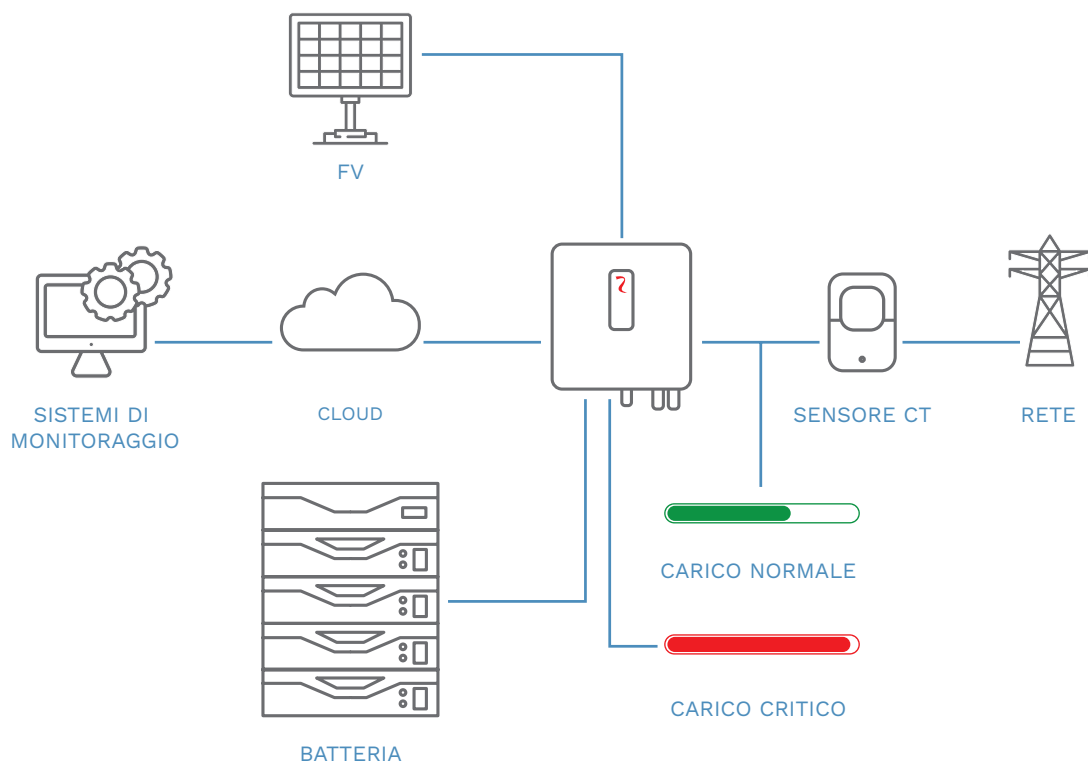 FV
SISTEMI DI
MONITORAGGIO
CLOUD
SENSORE CT
RETE
CARICO NORMALE
CARICO CRITICO
BATTERIA